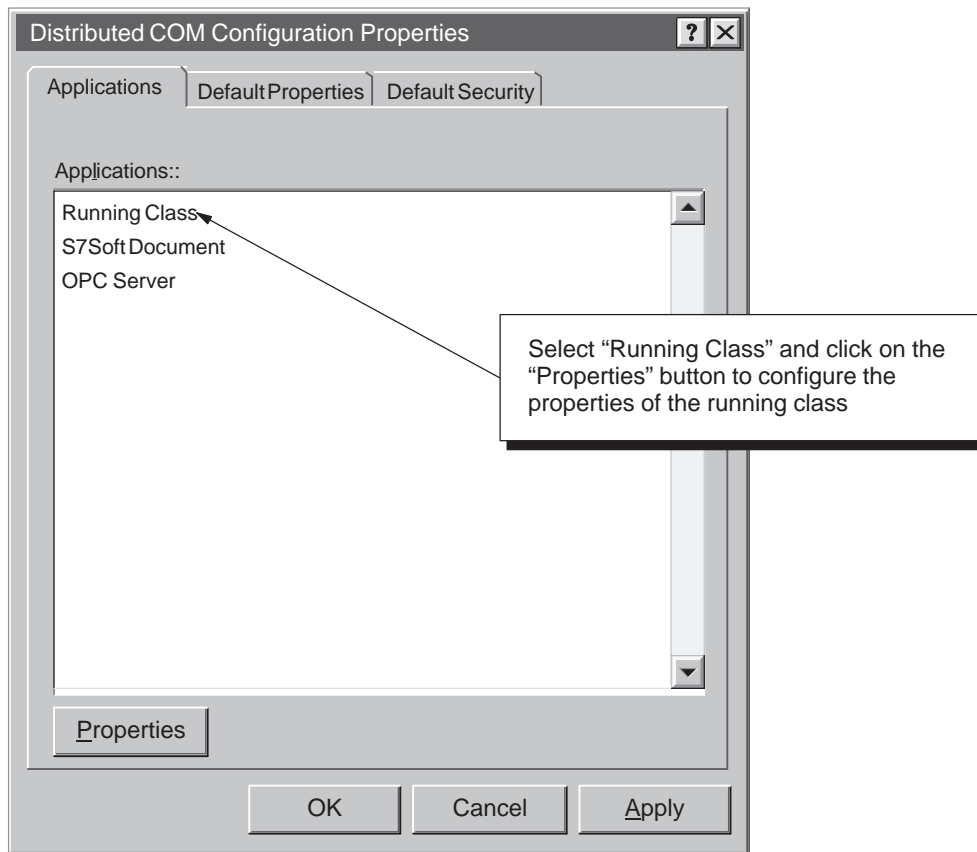 Distributed COM Configuration Properties
?
Applications
Default Properties
Default Security
Applications::
Running Class
S7Soft Document
OPC Server
Select “Running Class” and click on the
“Properties” button to configure the
properties of the running class
Properties
OK
Cancel
Apply